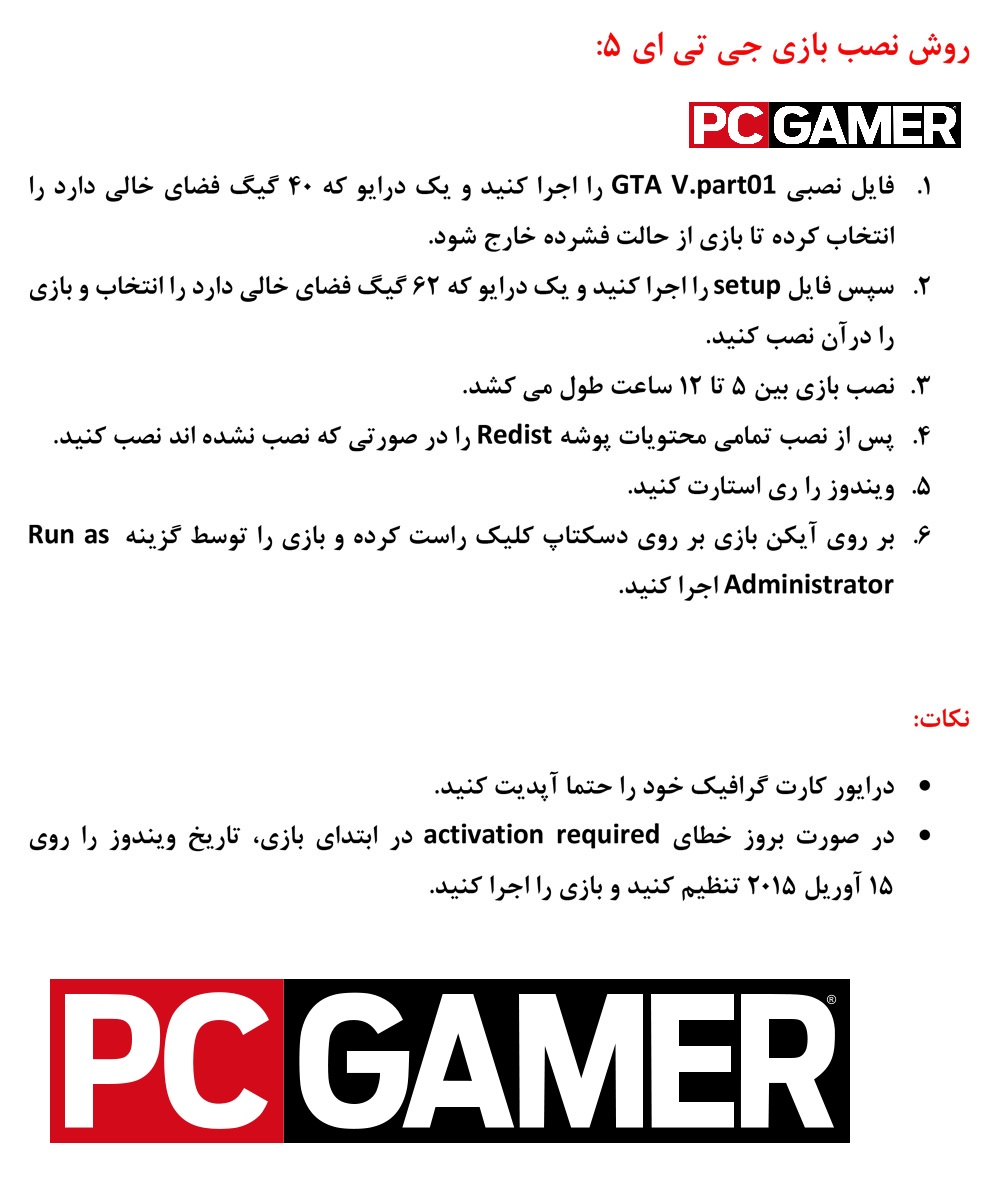 روش نصب بازی جی تی ای ۵:
PC GAMER
۱. فایل نصبی GTA V.part01 را اجرا کنید و یک درایو که ۴۰ گیگ فضای خالی دارد را
انتخاب کرده تا بازی از حالت فشرده خارج شود.
۲. سپس فایل setup را اجرا کنید و یک درایو که ۶۲ گیگ فضای خالی دارد را انتخاب و بازی
را درآن نصب کنید.
۳. نصب بازی بین ۵ تا ۱۲ ساعت طول می کشد.
۴. پس از نصب تمامی محتویات پوشه Redist را در صورتی که نصب نشده اند نصب کنید.
۵. ویندوز را ری استارت کنید.
۶. بر روی آیکن بازی بر روی دسکتاپ کلیک راست کرده و بازی را توسط گزینه Run as
Administrator اجرا کنید.
نکات:
• درایور کارت گرافیک خود را حتما آپدیت کنید.
• در صورت بروز خطای activation required در ابتدای بازی، تاریخ ویندوز را روی
۱۵ آوریل ۲۰۱۵ تنظیم کنید و بازی را اجرا کنید.
PC GAMER®